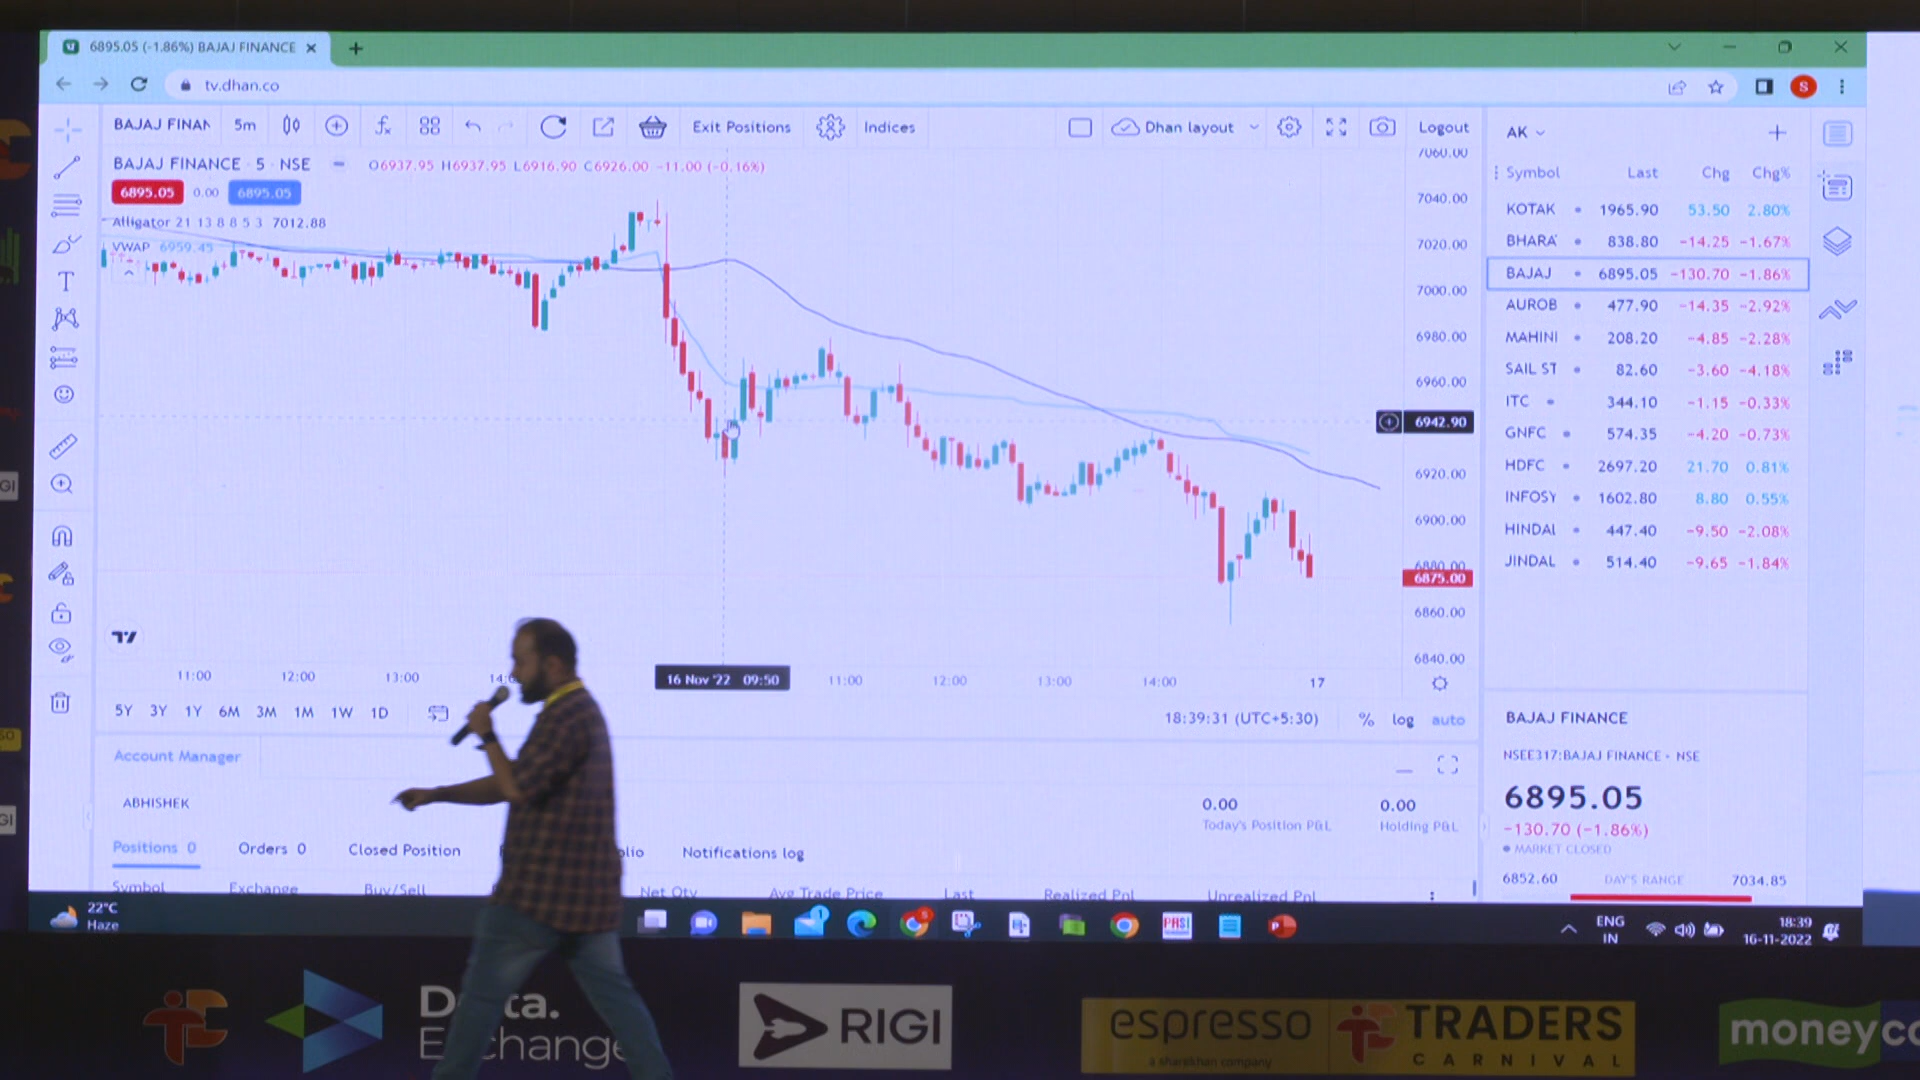 6895.05 (-1.86%) BAJAJ FINANCE
tv.dhan.co
S
BAJAJ FINAN 5m Exit Positions Indices Dhan layout Logout
BAJAJ FINANCE · 5 · NSE O6937.95 H6937.95 L6916.90 C6926.00 -11.00 (-0.16%)
6895.05 0.00 6895.05
Alligator 21 13 8 8 5 3 7012.88
VWAP 6959.45
7060.00
7040.00
7020.00
7000.00
6980.00
6960.00
6942.90
6920.00
6900.00
6880.00
6875.00
6860.00
6840.00
11:00 12:00 13:00 16 Nov '22 09:50 11:00 12:00 13:00 14:00 17
5Y 3Y 1Y 6M 3M 1M 1W 1D 18:39:31 (UTC+5:30) % log auto
AK
Symbol Last Chg Chg%
KOTAK 1965.90 53.50 2.80%
BHARA 838.80 -14.25 -1.67%
BAJAJ 6895.05 -130.70 -1.86%
AUROB 477.90 -14.35 -2.92%
MAHINI 208.20 -4.85 -2.28%
SAIL ST 82.60 -3.60 -4.18%
ITC 344.10 -1.15 -0.33%
GNFC 574.35 -4.20 -0.73%
HDFC 2697.20 21.70 0.81%
INFOSY 1602.80 8.80 0.55%
HINDAL 447.40 -9.50 -2.08%
JINDAL 514.40 -9.65 -1.84%
BAJAJ FINANCE
NSEE317:BAJAJ FINANCE · NSE
6895.05
-130.70 (-1.86%)
MARKET CLOSED
6852.60 DAY'S RANGE 7034.85
Account Manager
ABHISHEK
0.00 0.00
Today's Position P&L Holding P&L
Positions 0 Orders 0 Closed Position olio Notifications log
Symbol Exchange Buy/Sell Net Qty Avg Trade Price Last Realized Pnl Unrealized Pnl
22°C
Haze
ENG
IN
18:39
16-11-2022
Exchange
RIGI
espresso
a sharekhan company
TRADERS
CARNIVAL
moneyco